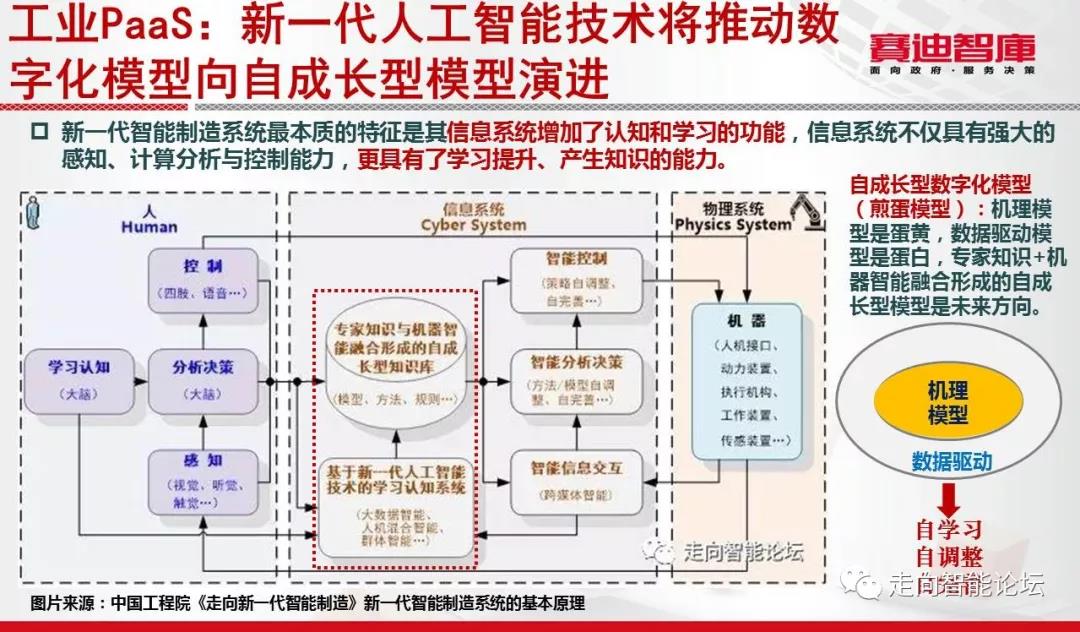 工业PaaS：新一代人工智能技术将推动数
字化模型向自成长型模型演进
赛迪智库
面向政府·服务决策
新一代智能制造系统最本质的特征是其信息系统增加了认知和学习的功能，信息系统不仅具有强大的
感知、计算分析与控制能力，更具有了学习提升、产生知识的能力。
人
Human
控 制
（四肢、语音…）
学习认知
（大脑）
分析决策
（大脑）
感 知
（视觉、听觉、
触觉…）
信息系统
Cyber System
专家知识与机器智
能融合形成的自成
长型知识库
（模型、方法、规则…）
基于新一代人工智能
技术的学习认知系统
（大数据智能、
人机混合智能、
群体智能…）
智能控制
（策略自调整、
自完善…）
智能分析决策
（方法/模型自调
整、自完善…）
智能信息交互
（跨媒体智能）
物理系统
Physics System
机 器
（人机接口、
动力装置、
执行机构、
工作装置、
传感装置…）
自成长型数字化模型
（煎蛋模型）：机理模
型是蛋黄，数据驱动模
型是蛋白，专家知识+机
器智能融合形成的自成
长型模型是未来方向。
机理
模型
数据驱动
自学习
自调整
走向智能论坛
走向智能论坛
图片来源：中国工程院《走向新一代智能制造》新一代智能制造系统的基本原理